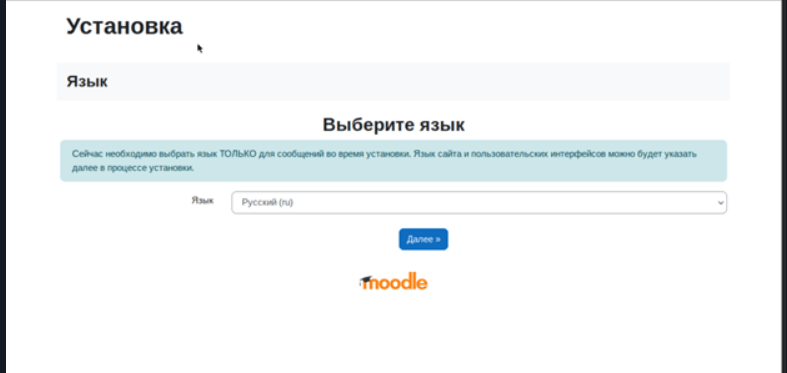 Установка
Язык
Выберите язык
Сейчас необходимо выбрать язык ТОЛЬКО для сообщений во время установки. Язык сайта и пользовательских интерфейсов можно будет указать
далее в процессе установки.
Язык
Русский (ru)
Далее »
moodle